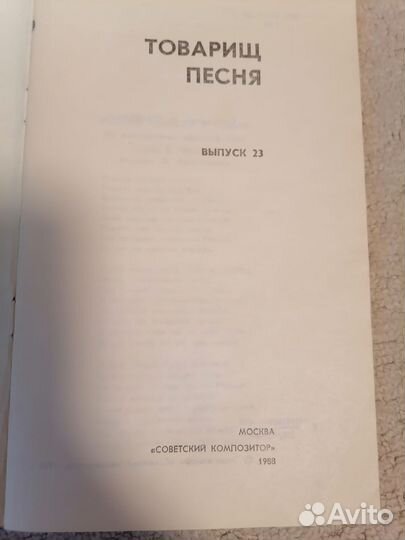 ТОВАРИЩ
ПЕСНЯ
ВЫПУСК 23
МОСКВА
«СОВЕТСКИЙ КОМПОЗИТОР»
1988
Avito